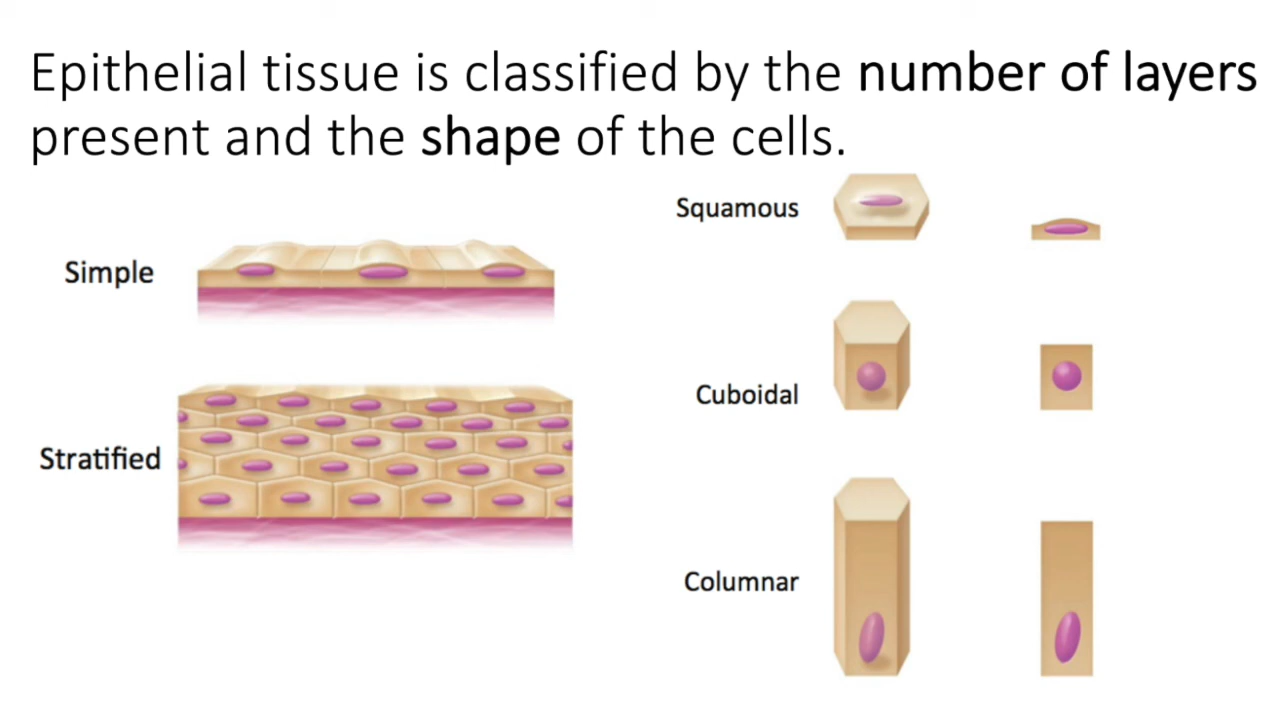 Epithelial tissue is classified by the number of layers
present and the shape of the cells.
Simple
Stratified
Squamous
Cuboidal
Columnar